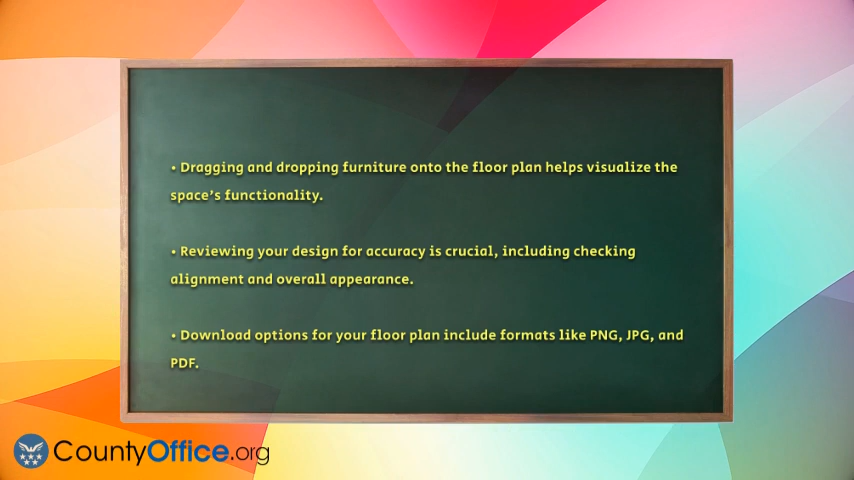 • Dragging and dropping furniture onto the floor plan helps visualize the
space's functionality.
• Reviewing your design for accuracy is crucial, including checking
alignment and overall appearance.
• Download options for your floor plan include formats like PNG, JPG, and
PDF.
CountyOffice.org